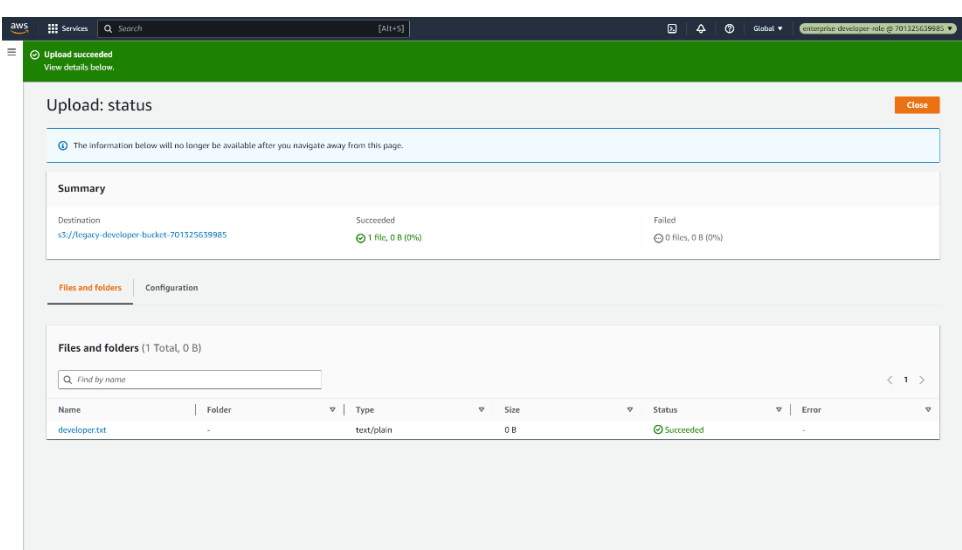 aws Services Search [Alt+S] Global enterprise-developer-role @ 701325639985
Upload succeeded
View details below.
Upload: status
Close
The information below will no longer be available after you navigate away from this page.
Summary
Destination Succeeded Failed
s3://legacy-developer-bucket-701325639985 1 file, 0 B (0%) 0 files, 0 B (0%)
Files and folders Configuration
Files and folders (1 Total, 0 B)
Find by name < 1 >
Name Folder Type Size Status Error
developer.txt - text/plain 0 B Succeeded -